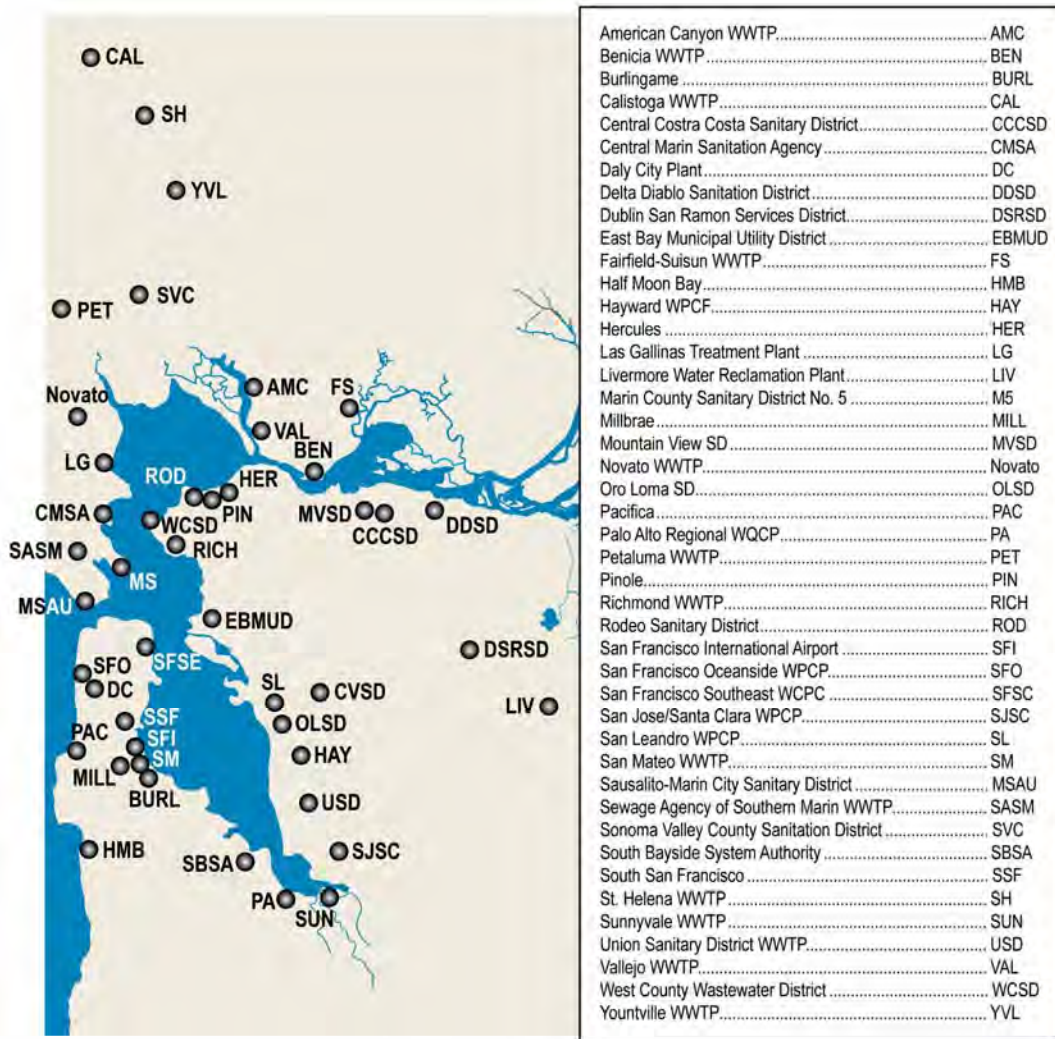 CAL
SH
YVL
SVC
PET
AMC
FS
Novato
VAL
BEN
LG
ROD
HER
PIN
CMSA
WCSD
MVSD
CCCSD
DDSD
RICH
SASM
MS
MSAU
EBMUD
SFSE
DSRSD
SFO
DC
SL
CVSD
LIV
SSF
OLSD
PAC
SFI
SM
HAY
MILL
BURL
USD
HMB
SBSA
SJSC
PA
SUN
American Canyon WWTP AMC
Benicia WWTP BEN
Burlingame BURL
Calistoga WWTP CAL
Central Costra Costa Sanitary District CCCSD
Central Marin Sanitation Agency CMSA
Daly City Plant DC
Delta Diablo Sanitation District DDSD
Dublin San Ramon Services District DSRSD
East Bay Municipal Utility District EBMUD
Fairfield-Suisun WWTP FS
Half Moon Bay HMB
Hayward WPCF HAY
Hercules HER
Las Gallinas Treatment Plant LG
Livermore Water Reclamation Plant LIV
Marin County Sanitary District No. 5 M5
Millbrae MILL
Mountain View SD MVSD
Novato WWTP Novato
Oro Loma SD OLSD
Pacifica PAC
Palo Alto Regional WQCP PA
Petaluma WWTP PET
Pinole PIN
Richmond WWTP RICH
Rodeo Sanitary District ROD
San Francisco International Airport SFI
San Francisco Oceanside WPCP SFO
San Francisco Southeast WCPC SFSC
San Jose/Santa Clara WPCP SJSC
San Leandro WPCP SL
San Mateo WWTP SM
Sausalito-Marin City Sanitary District MSAU
Sewage Agency of Southern Marin WWTP SASM
Sonoma Valley County Sanitation District SVC
South Bayside System Authority SBSA
South San Francisco SSF
St. Helena WWTP SH
Sunnyvale WWTP SUN
Union Sanitary District WWTP USD
Vallejo WWTP VAL
West County Wastewater District WCSD
Yountville WWTP YVL